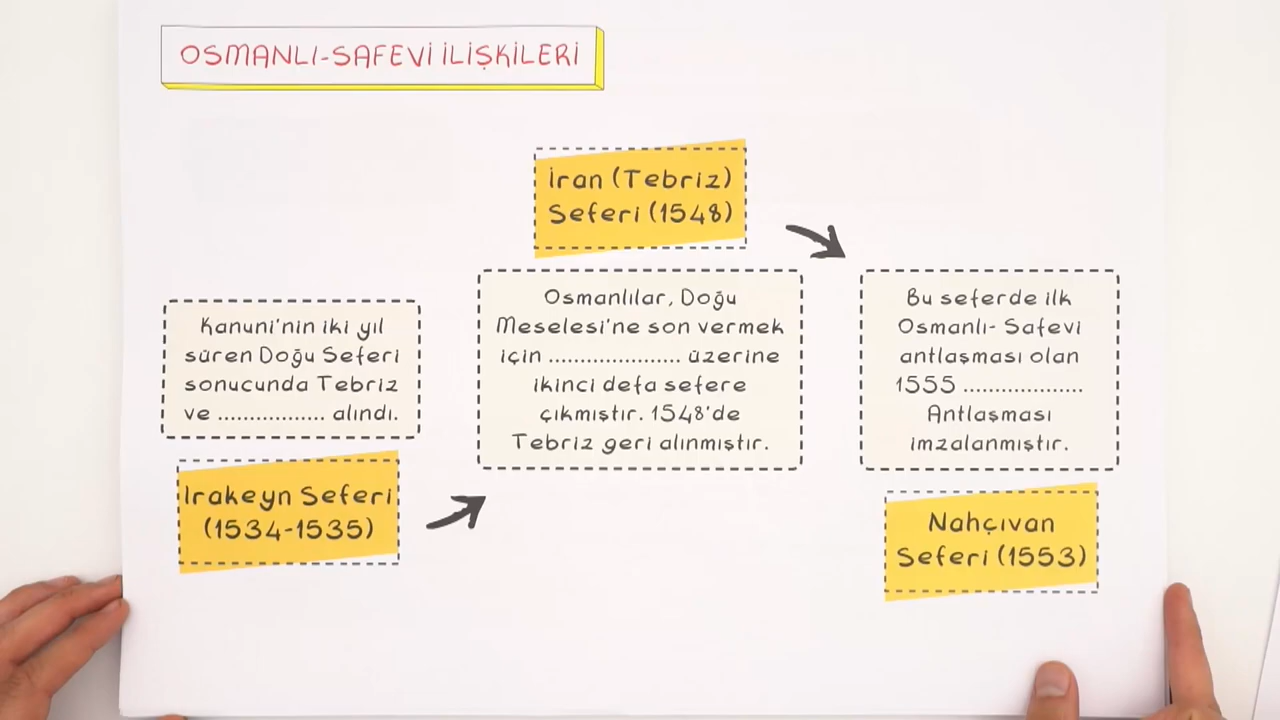 OSMANLI-SAFEVİ İLİŞKİLERİ
Kanuni'nin iki yıl
süren Doğu Seferi
sonucunda Tebriz
ve ................. alındı.
Irakeyn Seferi
(1534-1535)
İran (Tebriz)
Seferi (1548)
Osmanlılar, Doğu
Meselesi'ne son vermek
için ..................... üzerine
ikinci defa sefere
çıkmıştır. 1548'de
Tebriz geri alınmıştır.
Bu seferde ilk
Osmanlı- Safevi
antlaşması olan
1555 ...................
Antlaşması
imzalanmıştır.
Nahçıvan
Seferi (1553)